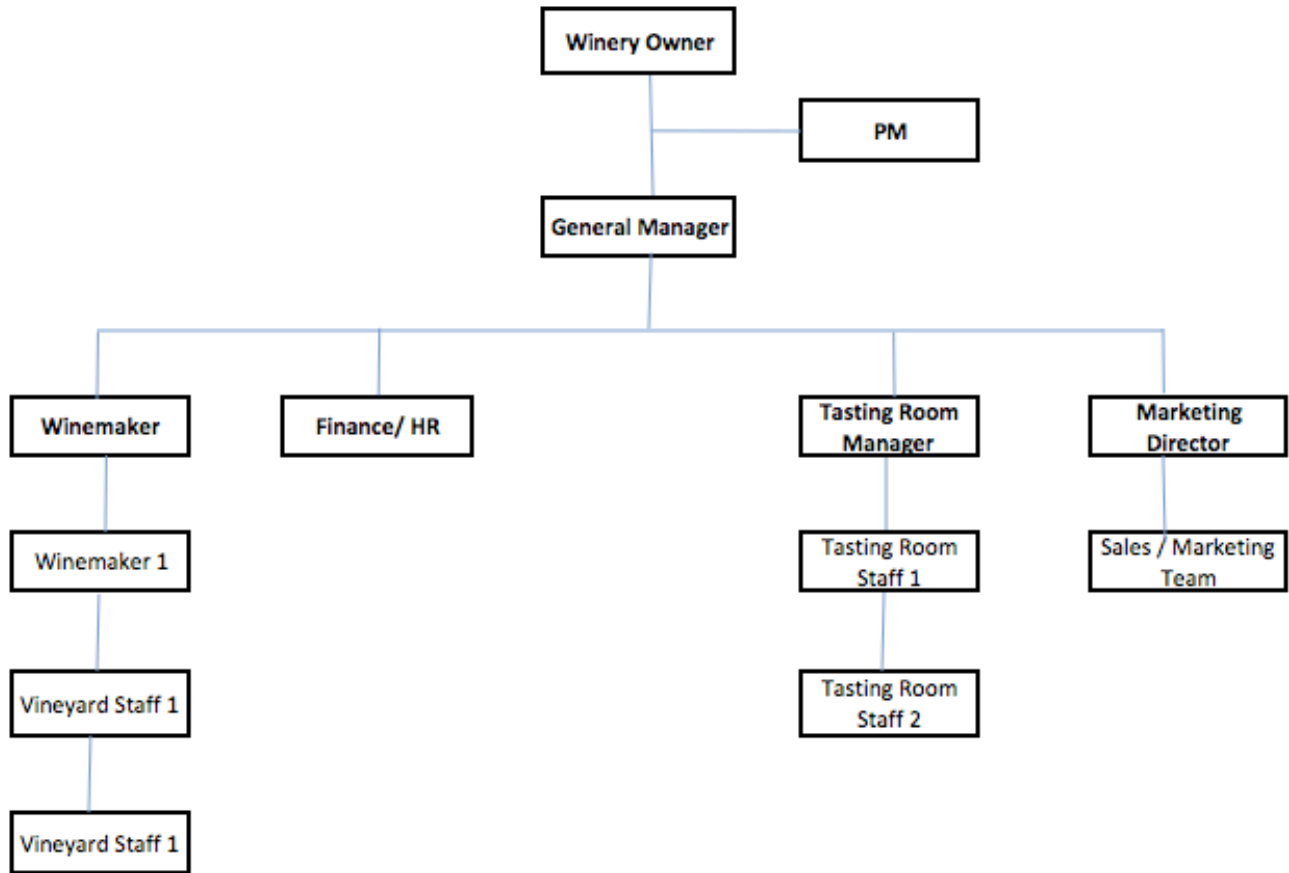 Winery Owner
PM
General Manager
Winemaker
Finance/ HR
Tasting Room
Manager
Marketing
Director
Winemaker 1
Tasting Room
Staff 1
Sales / Marketing
Team
Vineyard Staff 1
Tasting Room
Staff 2
Vineyard Staff 1